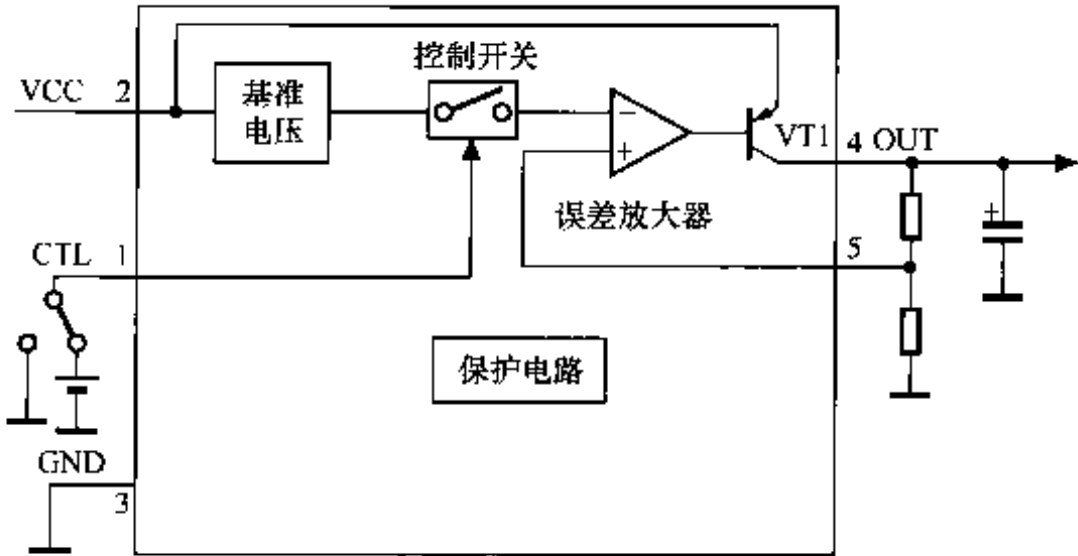 控制开关
VCC 2
基准
电压
−
+
VT1
4 OUT
+
误差放大器
CTL 1
5
保护电路
GND
3